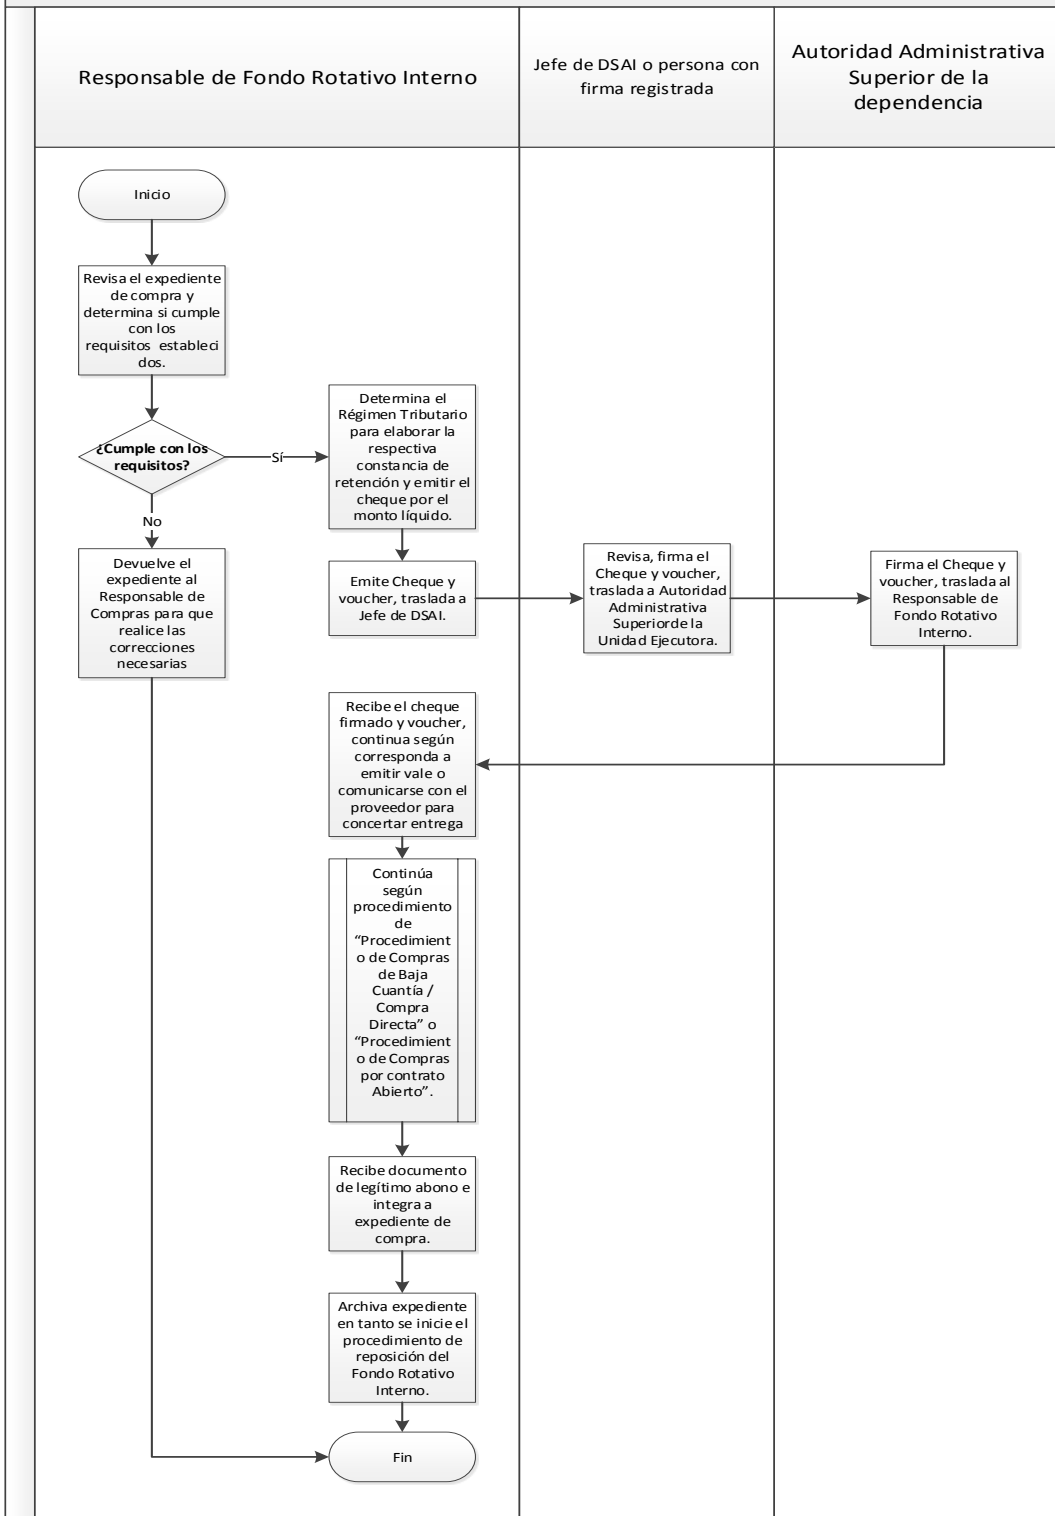 Responsable de Fondo Rotativo Interno
Jefe de DSAI o persona con
firma registrada
Autoridad Administrativa
Superior de la
dependencia
Inicio
Revisa el expediente
de compra y
determina si cumple
con los
requisitos estableci
dos.
¿Cumple con los
requisitos?
Sí
No
Determina el
Régimen Tributario
para elaborar la
respectiva
constancia de
retención y emitir el
cheque por el
monto líquido.
Devuelve el
expediente al
Responsable de
Compras para que
realice las
correcciones
necesarias
Emite Cheque y
voucher, traslada a
Jefe de DSAI.
Revisa, firma el
Cheque y voucher,
traslada a Autoridad
Administrativa
Superiorde la
Unidad Ejecutora.
Firma el Cheque y
voucher, traslada al
Responsable de
Fondo Rotativo
Interno.
Recibe el cheque
firmado y voucher,
continua según
corresponda a
emitir vale o
comunicarse con el
proveedor para
concertar entrega
Continúa
según
procedimiento
de
“Procedimient
o de Compras
de Baja
Cuantía /
Compra
Directa” o
“Procedimient
o de Compras
por contrato
Abierto”.
Recibe documento
de legítimo abono e
integra a
expediente de
compra.
Archiva expediente
en tanto se inicie el
procedimiento de
reposición del
Fondo Rotativo
Interno.
Fin